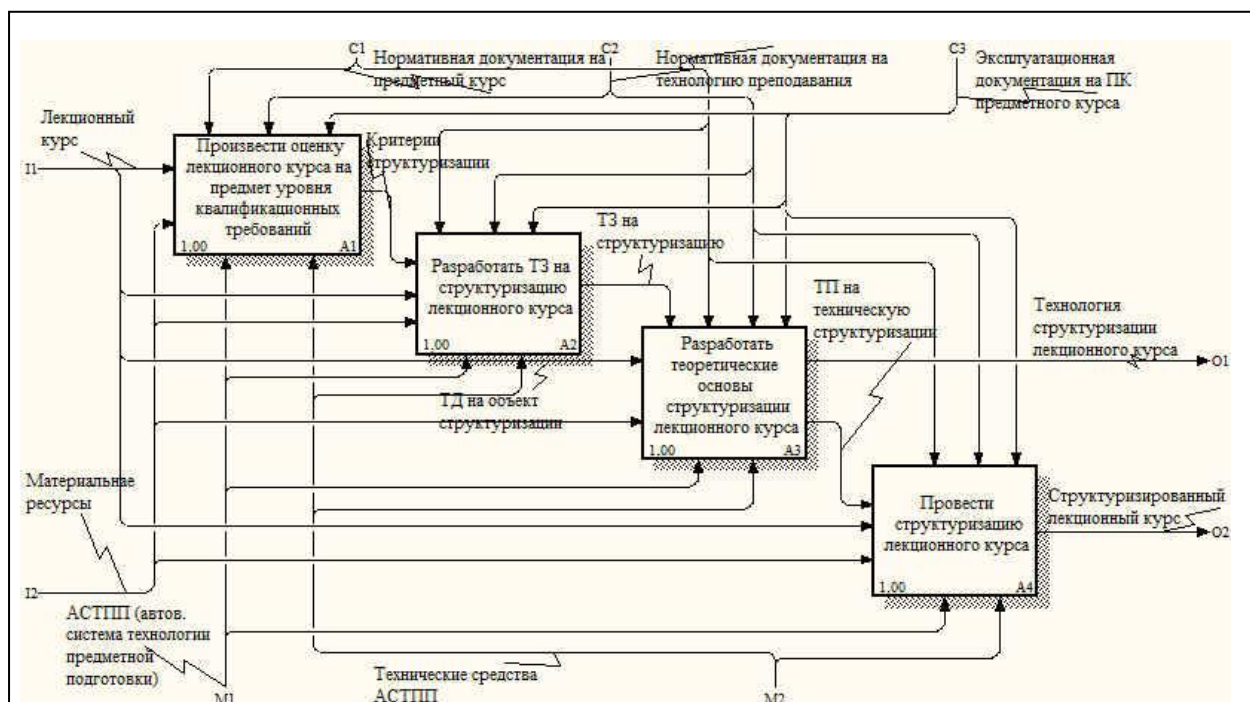 C1
C2
C3
Нормативная документация на
предметный курс
Нормативная документация на
технологию преподавания
Эксплуатационная
документация на ПК
предметного курса
Лекционный
курс
I1
Произвести оценку
лекционного курса на
предмет уровня
квалификационных
требований
1.00
A1
Критерии
структуризации
Разработать ТЗ на
структуризацию
лекционного курса
1.00
A2
ТЗ на
структуризацию
ТД на объект
структуризации
Разработать
теоретические
основы
структуризации
лекционного курса
1.00
A3
ТП на
техническую
структуризации
Технология
структуризации
лекционного курса
O1
Материальнае
ресурсы
I2
Провести
структуризацию
лекционного курса
1.00
A4
Структуризированный
лекционный курс
O2
АСТПП (автов.
система технологии
предметной
подготовки)
M1
Технические средства
АСТПП
M2